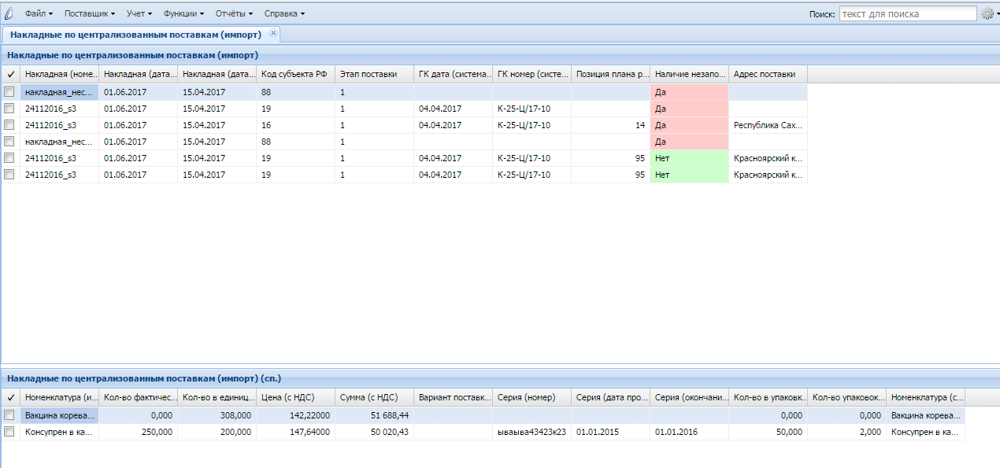 Файл Поставщик Учет Функции Отчёты Справка Поиск: текст для поиска
Накладные по централизованным поставкам (импорт)
Накладные по централизованным поставкам (импорт)
Накладная (номе... Накладная (дата... Накладная (дата... Код субъекта РФ Этап поставки ГК дата (система... ГК номер (систе... Позиция плана р... Наличие незапо... Адрес поставки
накладная_нес... 01.06.2017 15.04.2017 88 1 Да
24112016_s3 01.06.2017 15.04.2017 19 1 04.04.2017 К-25-Ц/17-10 Да
24112016_s3 01.06.2017 15.04.2017 16 1 04.04.2017 К-25-Ц/17-10 14 Да Республика Сах...
накладная_нес... 01.06.2017 15.04.2017 88 1 Да
24112016_s3 01.06.2017 15.04.2017 19 1 04.04.2017 К-25-Ц/17-10 95 Нет Красноярский к...
24112016_s3 01.06.2017 15.04.2017 19 1 04.04.2017 К-25-Ц/17-10 95 Нет Красноярский к...
Накладные по централизованным поставкам (импорт) (сп.)
Номенклатура (и... Кол-во фактичес... Кол-во в единиц... Цена (с НДС) Сумма (с НДС) Вариант поставк... Серия (номер) Серия (дата про... Серия (окончани... Кол-во в упаковк... Кол-во упаковок... Номенклатура (с...
Вакцина корева... 0,000 308,000 142,22000 51 688,44 0,000 0,000 Вакцина корева...
Консупрен в ка... 250,000 200,000 147,64000 50 020,43 ываыва43423к23 01.01.2015 01.01.2016 50,000 2,000 Консупрен в ка...